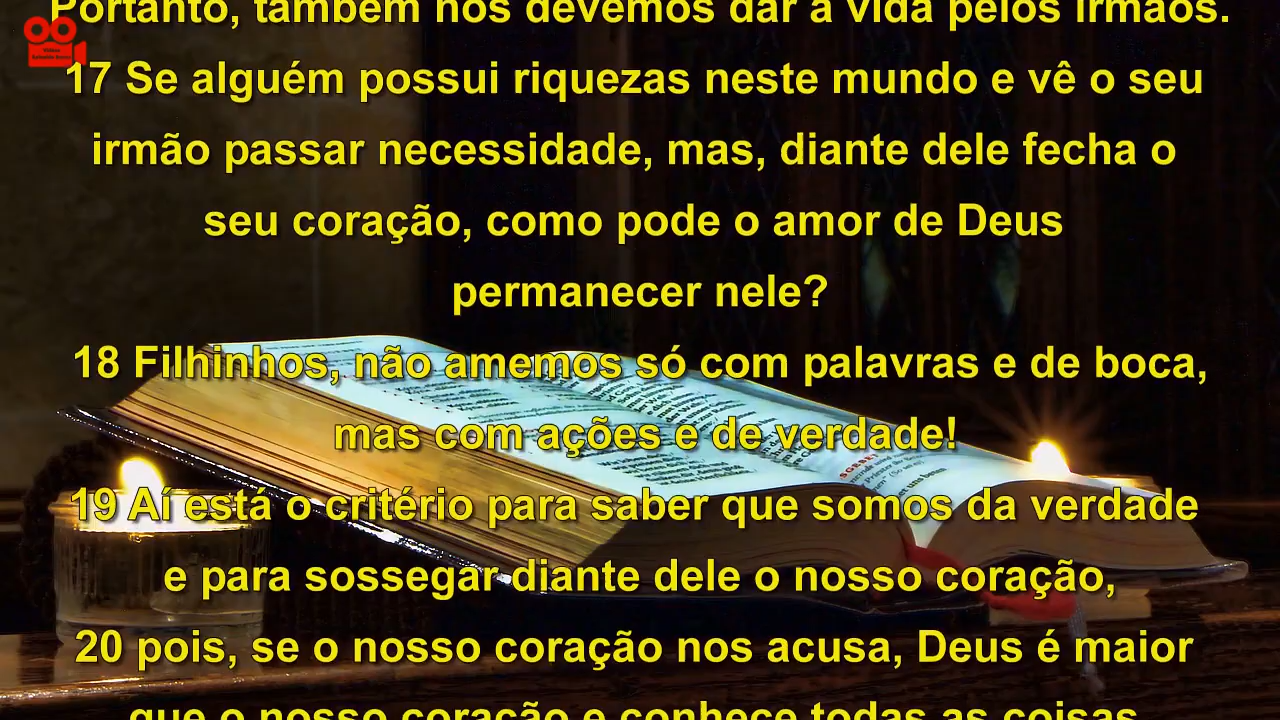 Portanto, também nós devemos dar a vida pelos irmãos.
17 Se alguém possui riquezas neste mundo e vê o seu
irmão passar necessidade, mas, diante dele fecha o
seu coração, como pode o amor de Deus
permanecer nele?
18 Filhinhos, não amemos só com palavras e de boca,
mas com ações e de verdade!
19 Aí está o critério para saber que somos da verdade
e para sossegar diante dele o nosso coração,
20 pois, se o nosso coração nos acusa, Deus é maior
que o nosso coração e conhece todas as coisas.